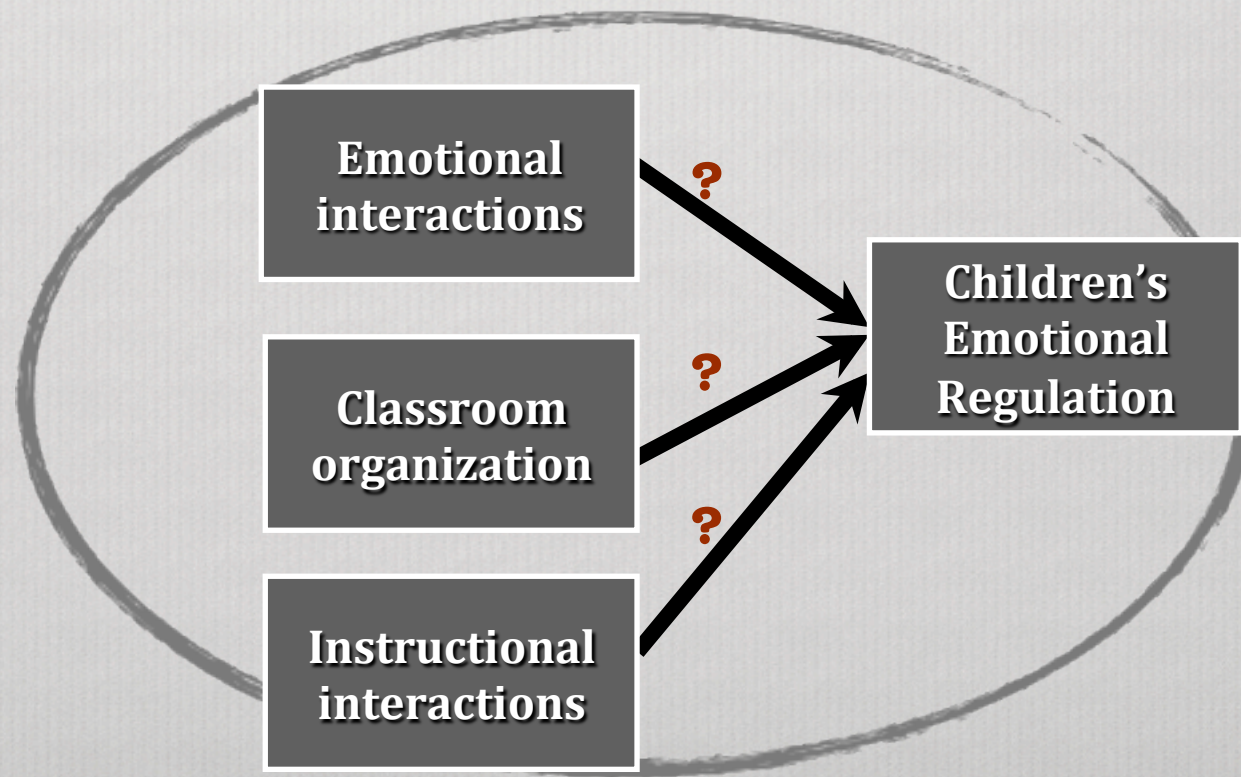 Emotional
interactions
?
Classroom
organization
?
Instructional
interactions
?
Children’s
Emotional
Regulation